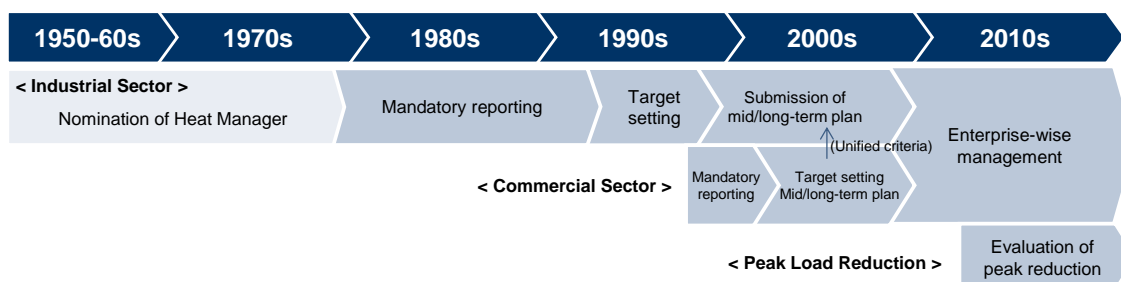 1950-60s
1970s
1980s
1990s
2000s
2010s
< Industrial Sector >
Nomination of Heat Manager
Mandatory reporting
Target
setting
Submission of
mid/long-term plan
(Unified criteria)
Enterprise-wise
management
< Commercial Sector >
Mandatory
reporting
Target setting
Mid/long-term plan
< Peak Load Reduction >
Evaluation of
peak reduction